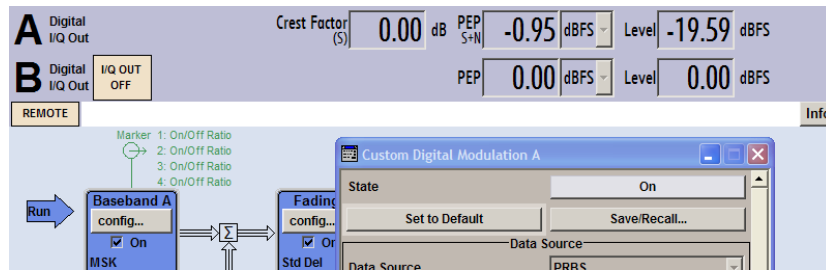 A Digital I/Q Out Crest Factor (S) 0.00 dB PEP S+N -0.95 dBFS Level -19.59 dBFS
B Digital I/Q Out I/Q OUT OFF PEP 0.00 dBFS Level 0.00 dBFS
REMOTE Info
Marker 1: On/Off Ratio
2: On/Off Ratio
3: On/Off Ratio
4: On/Off Ratio
Custom Digital Modulation A
State On
Run
Baseband A
Fading
config...
config...
Set to Default Save/Recall...
On
On
Data Source
MSK
Std Del
Data Source PRBS